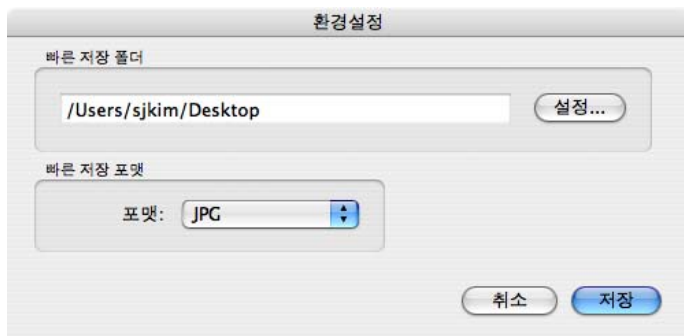 환경설정
빠른 저장 폴더
/Users/sjkim/Desktop
설정...
빠른 저장 포맷
포맷: JPG
취소 저장